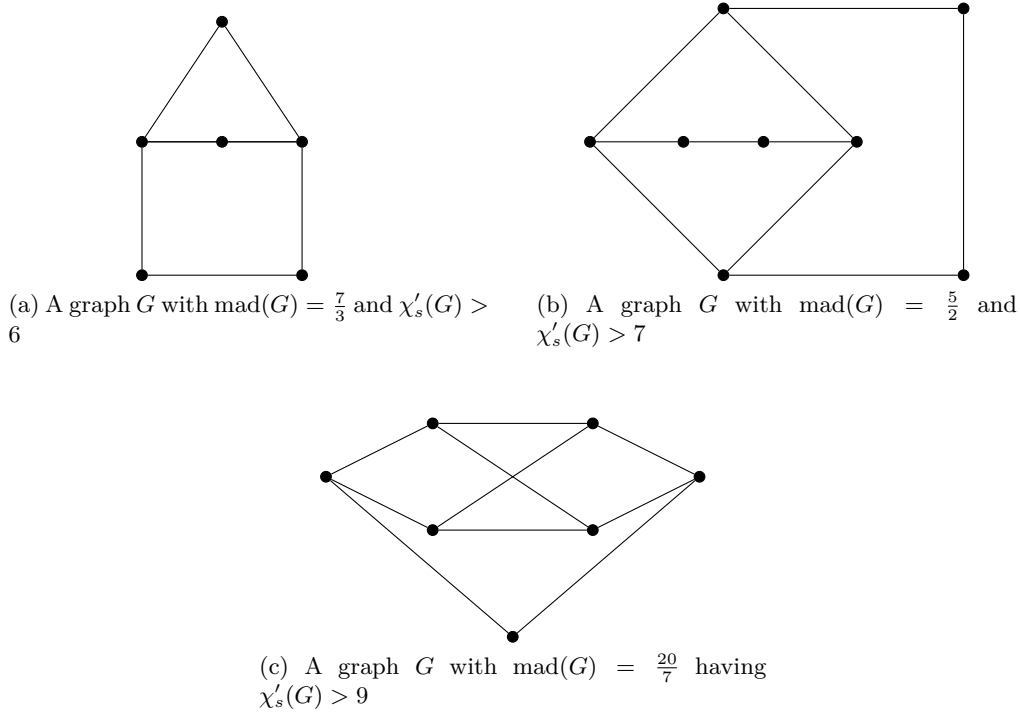 (a) A graph G with mad(G) = 7/3 and χ′ₛ(G) >
6
(b) A graph G with mad(G) = 5/2 and
χ′ₛ(G) > 7
(c) A graph G with mad(G) = 20/7 having
χ′ₛ(G) > 9